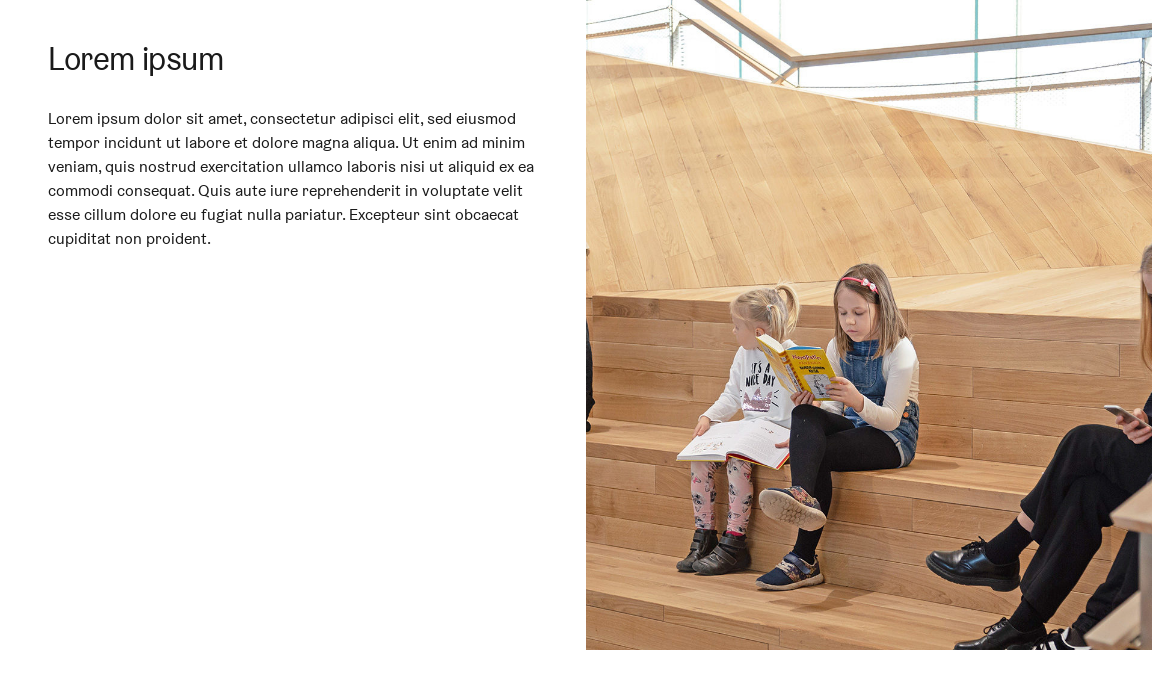 Lorem ipsum
Lorem ipsum dolor sit amet, consectetur adipisci elit, sed eiusmod
tempor incidunt ut labore et dolore magna aliqua. Ut enim ad minim
veniam, quis nostrud exercitation ullamco laboris nisi ut aliquid ex ea
commodi consequat. Quis aute iure reprehenderit in voluptate velit
esse cillum dolore eu fugiat nulla pariatur. Excepteur sint obcaecat
cupiditat non proident.
IT'S A
NICE DAY